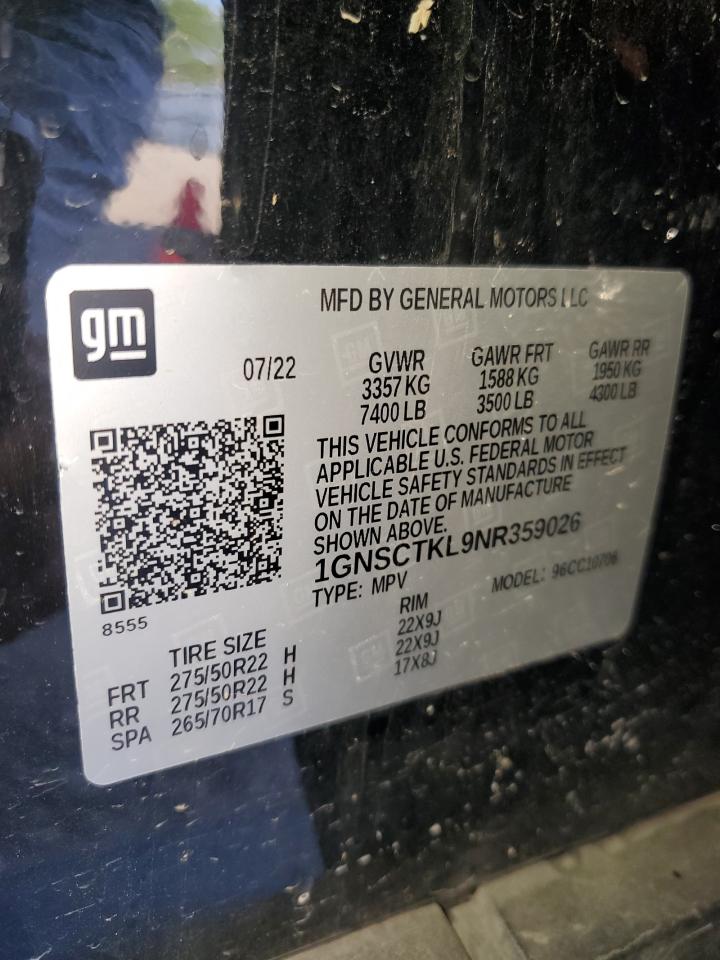 gm
MFD BY GENERAL MOTORS LLC
07/22
GVWR GAWR FRT GAWR RR
3357 KG 1588 KG 1950 KG
7400 LB 3500 LB 4300 LB
THIS VEHICLE CONFORMS TO ALL
APPLICABLE U.S. FEDERAL MOTOR
VEHICLE SAFETY STANDARDS IN EFFECT
ON THE DATE OF MANUFACTURE
SHOWN ABOVE.
1GNSCTKL9NR359026
TYPE: MPV MODEL: 96CC10706
8555
TIRE SIZE RIM
FRT 275/50R22 H 22X9J
RR 275/50R22 H 22X9J
SPA 265/70R17 S 17X8J